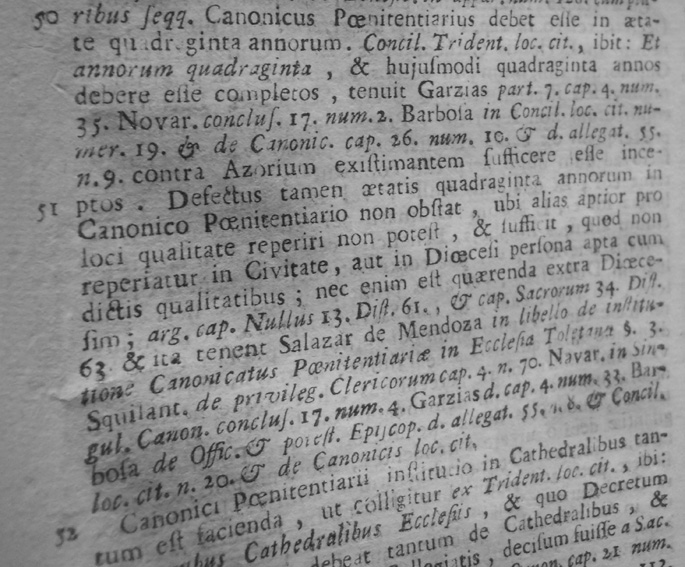 50 ribus ſeqq. Canonicus Pœnitentiarius debet eſſe in æta-
te quadraginta annorum. Concil. Trident. loc. cit., ibit: Et
annorum quadraginta, & hujuſmodi quadraginta annos
debere eſſe completos, tenuit Garzias part. 7. cap. 4. num.
35. Novar. concluſ. 17. num. 2. Barboſa in Concil. loc. cit. nu-
mer. 19. & de Canonic. cap. 26. num. 10. & d. allegat. 55.
n. 9. contra Azorium exiſtimantem ſufficere eſſe ince-
51 ptos. Defectus tamen ætatis quadraginta annorum in
Canonico Pœnitentiario non obſtat, ubi alias aptior pro
loci qualitate reperiri non poteſt, & ſufficit, quod non
reperiatur in Civitate, aut in Diœceſi perſona apta cum
dictis qualitatibus; nec enim eſt quærenda extra Diœce-
ſim; arg. cap. Nullus 13. Diſt. 61., & cap. Sacrorum 34. Diſt.
63. & ita tenent Salazar de Mendoza in libello de inſtitu-
tione Canonicatus Pœnitentiariæ in Eccleſia Toletana §. 3.
Squilant. de privileg. Clericorum cap. 4. n. 70. Navar. in Sin-
gul. Canon. concluſ. 17. num. 4. Garzias d. cap. 4. num. 33. Bar-
boſa de Offic. & poteſt. Epiſcop. d. allegat. 55. n. 8. & Concil.
loc. cit. n. 20. & de Canonicis loc. cit.
52 Canonici Pœnitentiarii inſtitutio in Cathedralibus tan-
tum eſt facienda, ut colligitur ex Trident. loc. cit., ibi:
Cathedralibus Eccleſiis, & quo Decretum
debeat tantum de Cathedralibus, &
deciſum fuiſſe a Sac.
cap. 21 num.